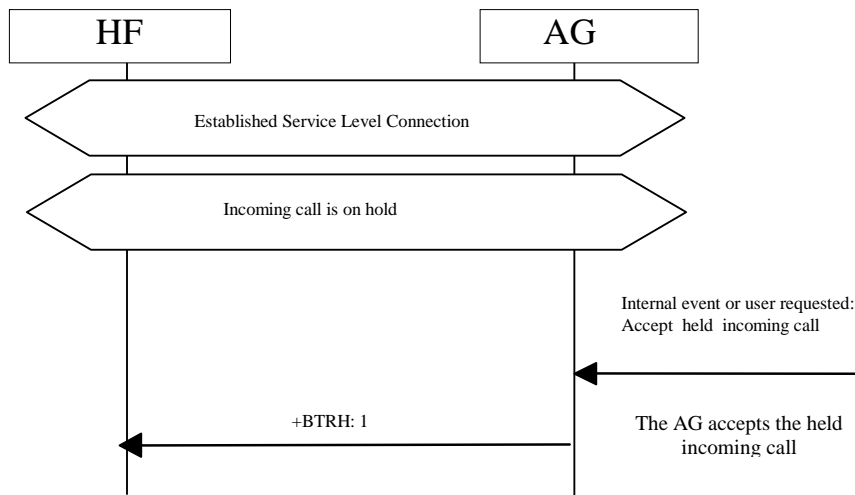 HF
AG
Established Service Level Connection
Incoming call is on hold
Internal event or user requested:
Accept held incoming call
+BTRH: 1
The AG accepts the held
incoming call